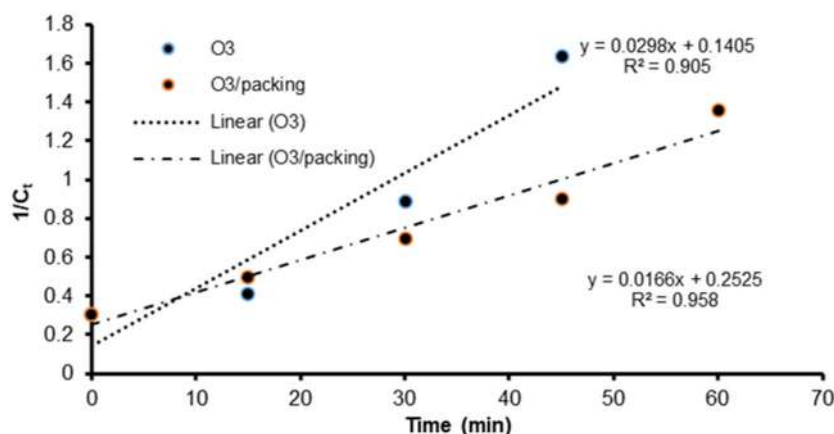 1.8
1.6
1.4
1.2
1
0.8
0.6
0.4
0.2
0
1/Ct
O3
O3/packing
Linear (O3)
Linear (O3/packing)
y = 0.0298x + 0.1405
R² = 0.905
y = 0.0166x + 0.2525
R² = 0.958
0 10 20 30 40 50 60 70
Time (min)